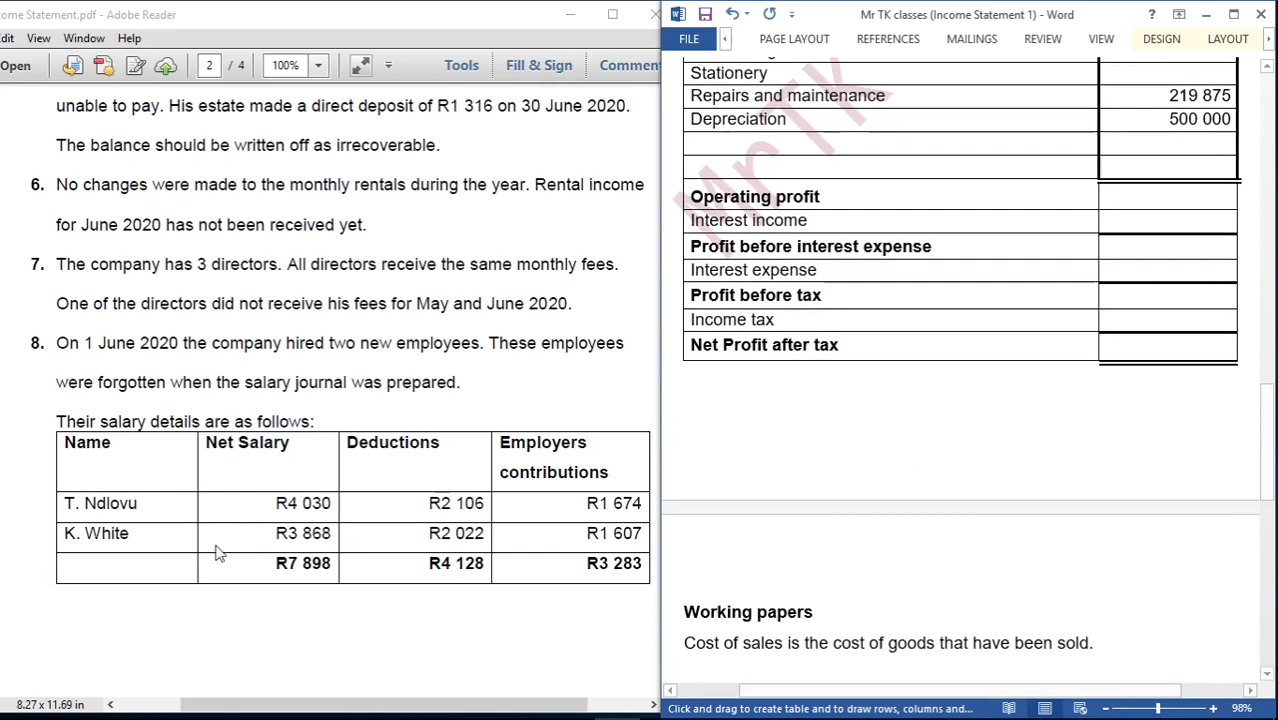 ome Statement.pdf - Adobe Reader
dit View Window Help
Open 2 / 4 100% Tools Fill & Sign Commen
unable to pay. His estate made a direct deposit of R1 316 on 30 June 2020.
The balance should be written off as irrecoverable.
6. No changes were made to the monthly rentals during the year. Rental income
for June 2020 has not been received yet.
7. The company has 3 directors. All directors receive the same monthly fees.
One of the directors did not receive his fees for May and June 2020.
8. On 1 June 2020 the company hired two new employees. These employees
were forgotten when the salary journal was prepared.
Their salary details are as follows:
Name Net Salary Deductions Employers
contributions
T. Ndlovu R4 030 R2 106 R1 674
K. White R3 868 R2 022 R1 607
R7 898 R4 128 R3 283
8.27 x 11.69 in
Mr TK classes (Income Statement 1) - Word
FILE PAGE LAYOUT REFERENCES MAILINGS REVIEW VIEW DESIGN LAYOUT
Stationery
Repairs and maintenance 219 875
Depreciation 500 000
Operating profit
Interest income
Profit before interest expense
Interest expense
Profit before tax
Income tax
Net Profit after tax
Mr TK
Working papers
Cost of sales is the cost of goods that have been sold.
Click and drag to create table and to draw rows, columns and... 98%